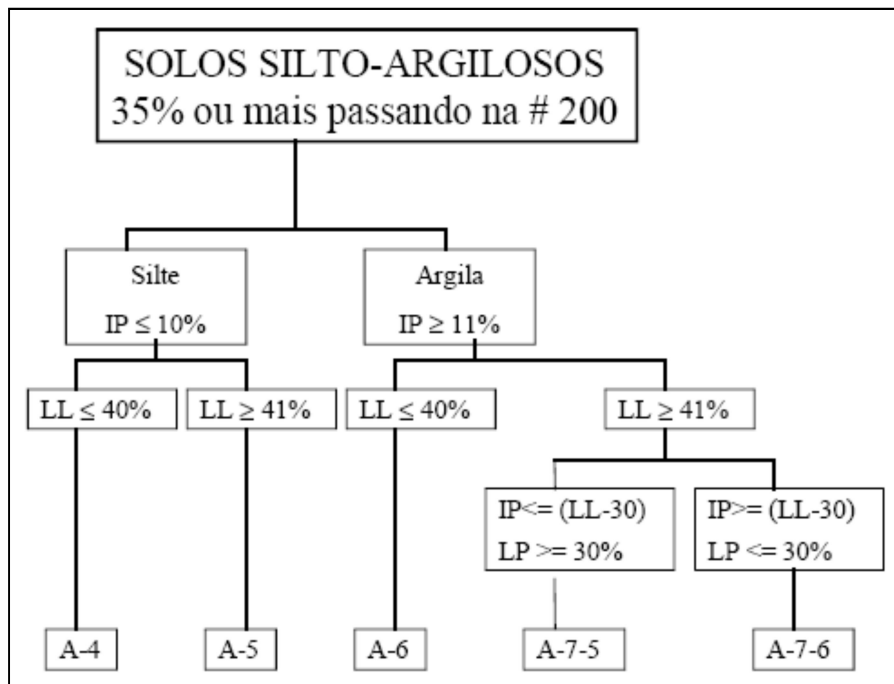 SOLOS SILTO-ARGILOSOS
35% ou mais passando na # 200
Silte
IP ≤ 10%
Argila
IP ≥ 11%
LL ≤ 40%
LL ≥ 41%
LL ≤ 40%
LL ≥ 41%
IP<= (LL-30)
LP >= 30%
IP>= (LL-30)
LP <= 30%
A-4
A-5
A-6
A-7-5
A-7-6